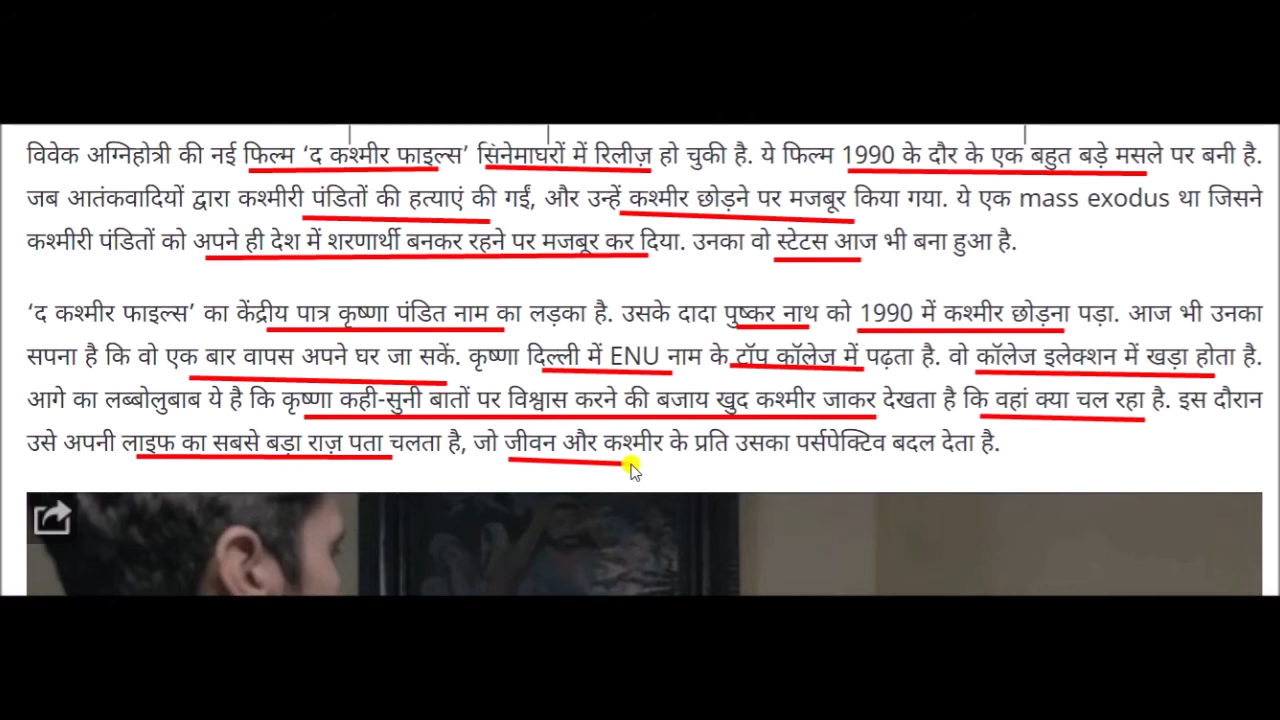 विवेक अग्निहोत्री की नई फिल्म ‘द कश्मीर फाइल्स’ सिनेमाघरों में रिलीज़ हो चुकी है. ये फिल्म 1990 के दौर के एक बहुत बड़े मसले पर बनी है.
जब आतंकवादियों द्वारा कश्मीरी पंडितों की हत्याएं की गईं, और उन्हें कश्मीर छोड़ने पर मजबूर किया गया. ये एक mass exodus था जिसने
कश्मीरी पंडितों को अपने ही देश में शरणार्थी बनकर रहने पर मजबूर कर दिया. उनका वो स्टेटस आज भी बना हुआ है.
‘द कश्मीर फाइल्स’ का केंद्रीय पात्र कृष्णा पंडित नाम का लड़का है. उसके दादा पुष्कर नाथ को 1990 में कश्मीर छोड़ना पड़ा. आज भी उनका
सपना है कि वो एक बार वापस अपने घर जा सकें. कृष्णा दिल्ली में ENU नाम के टॉप कॉलेज में पढ़ता है. वो कॉलेज इलेक्शन में खड़ा होता है.
आगे का लब्बोलुबाब ये है कि कृष्णा कही-सुनी बातों पर विश्वास करने की बजाय खुद कश्मीर जाकर देखता है कि वहां क्या चल रहा है. इस दौरान
उसे अपनी लाइफ का सबसे बड़ा राज़ पता चलता है, जो जीवन और कश्मीर के प्रति उसका पर्सपेक्टिव बदल देता है.